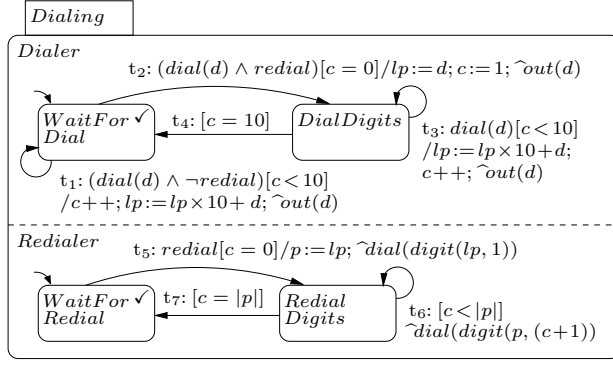 Dialing
Dialer
t₂: (dial(d) ∧ redial)[c = 0]/lp:=d; c:=1; ^out(d)
WaitFor ✓
Dial
t₄: [c = 10]
DialDigits
t₃: dial(d)[c<10]
/lp:=lp×10+d;
c++; ^out(d)
t₁: (dial(d) ∧ ¬redial)[c<10]
/c++; lp:=lp×10+ d; ^out(d)
Redialer
t₅: redial[c = 0]/p:=lp; ^dial(digit(lp, 1))
WaitFor ✓
Redial
t₇: [c = |p|]
Redial
Digits
t₆: [c<|p|]
^dial(digit(p, (c+1))